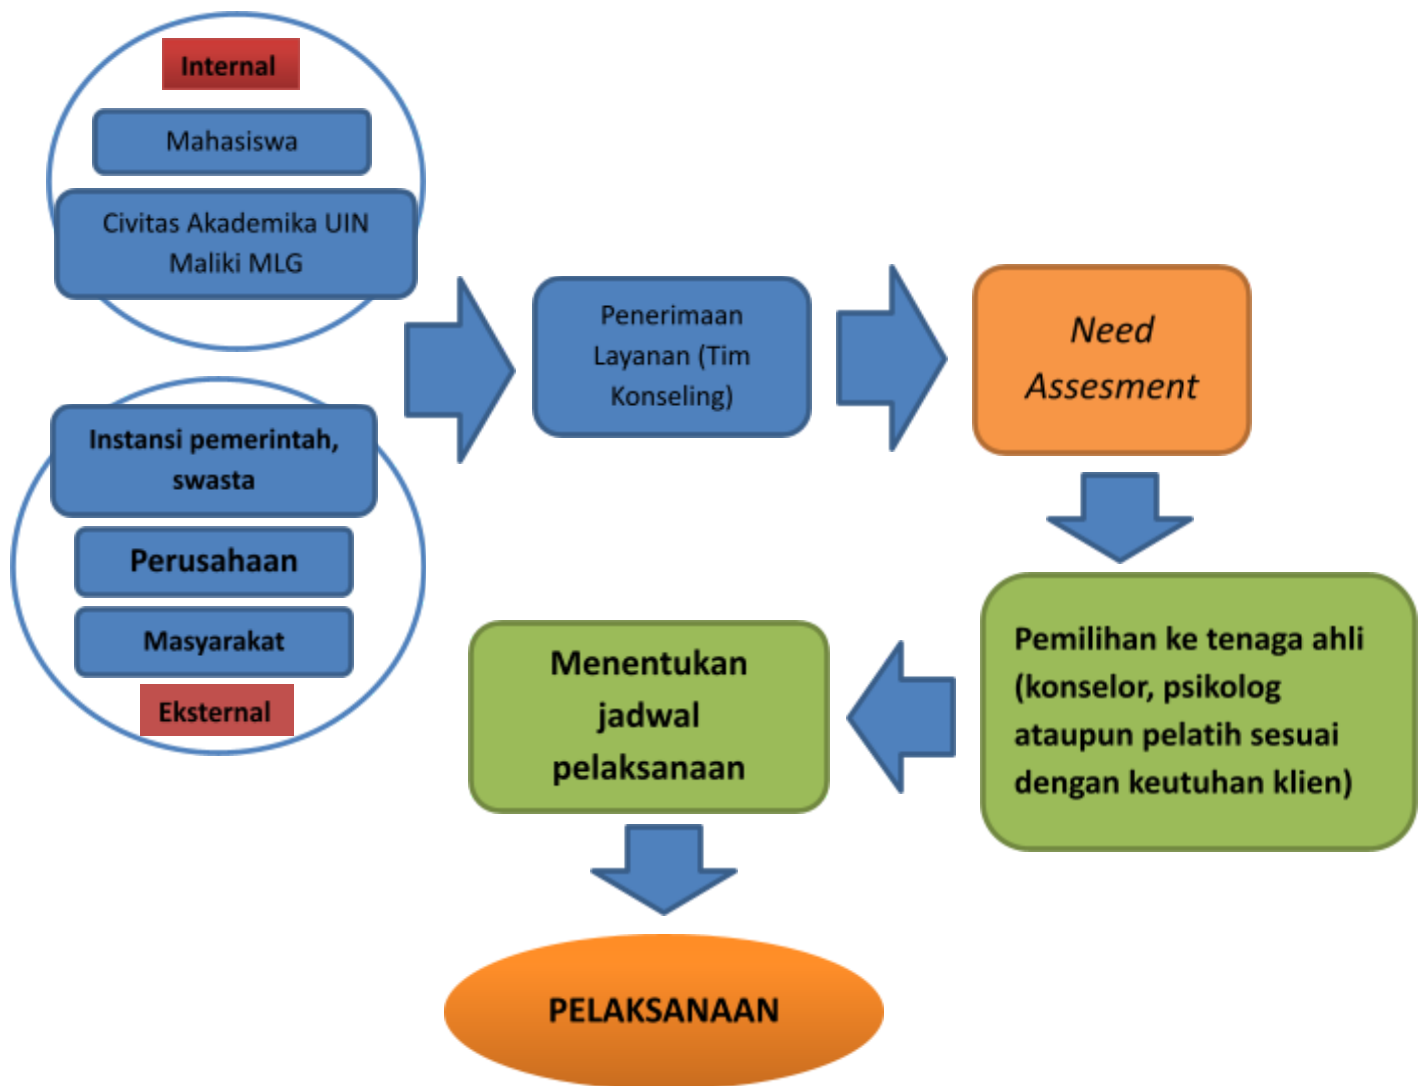 Internal
Mahasiswa
Civitas Akademika UIN
Maliki MLG
Instansi pemerintah,
swasta
Perusahaan
Masyarakat
Eksternal
Penerimaan
Layanan (Tim
Konseling)
Need
Assesment
Pemilihan ke tenaga ahli
(konselor, psikolog
ataupun pelatih sesuai
dengan keutuhan klien)
Menentukan
jadwal
pelaksanaan
PELAKSANAAN